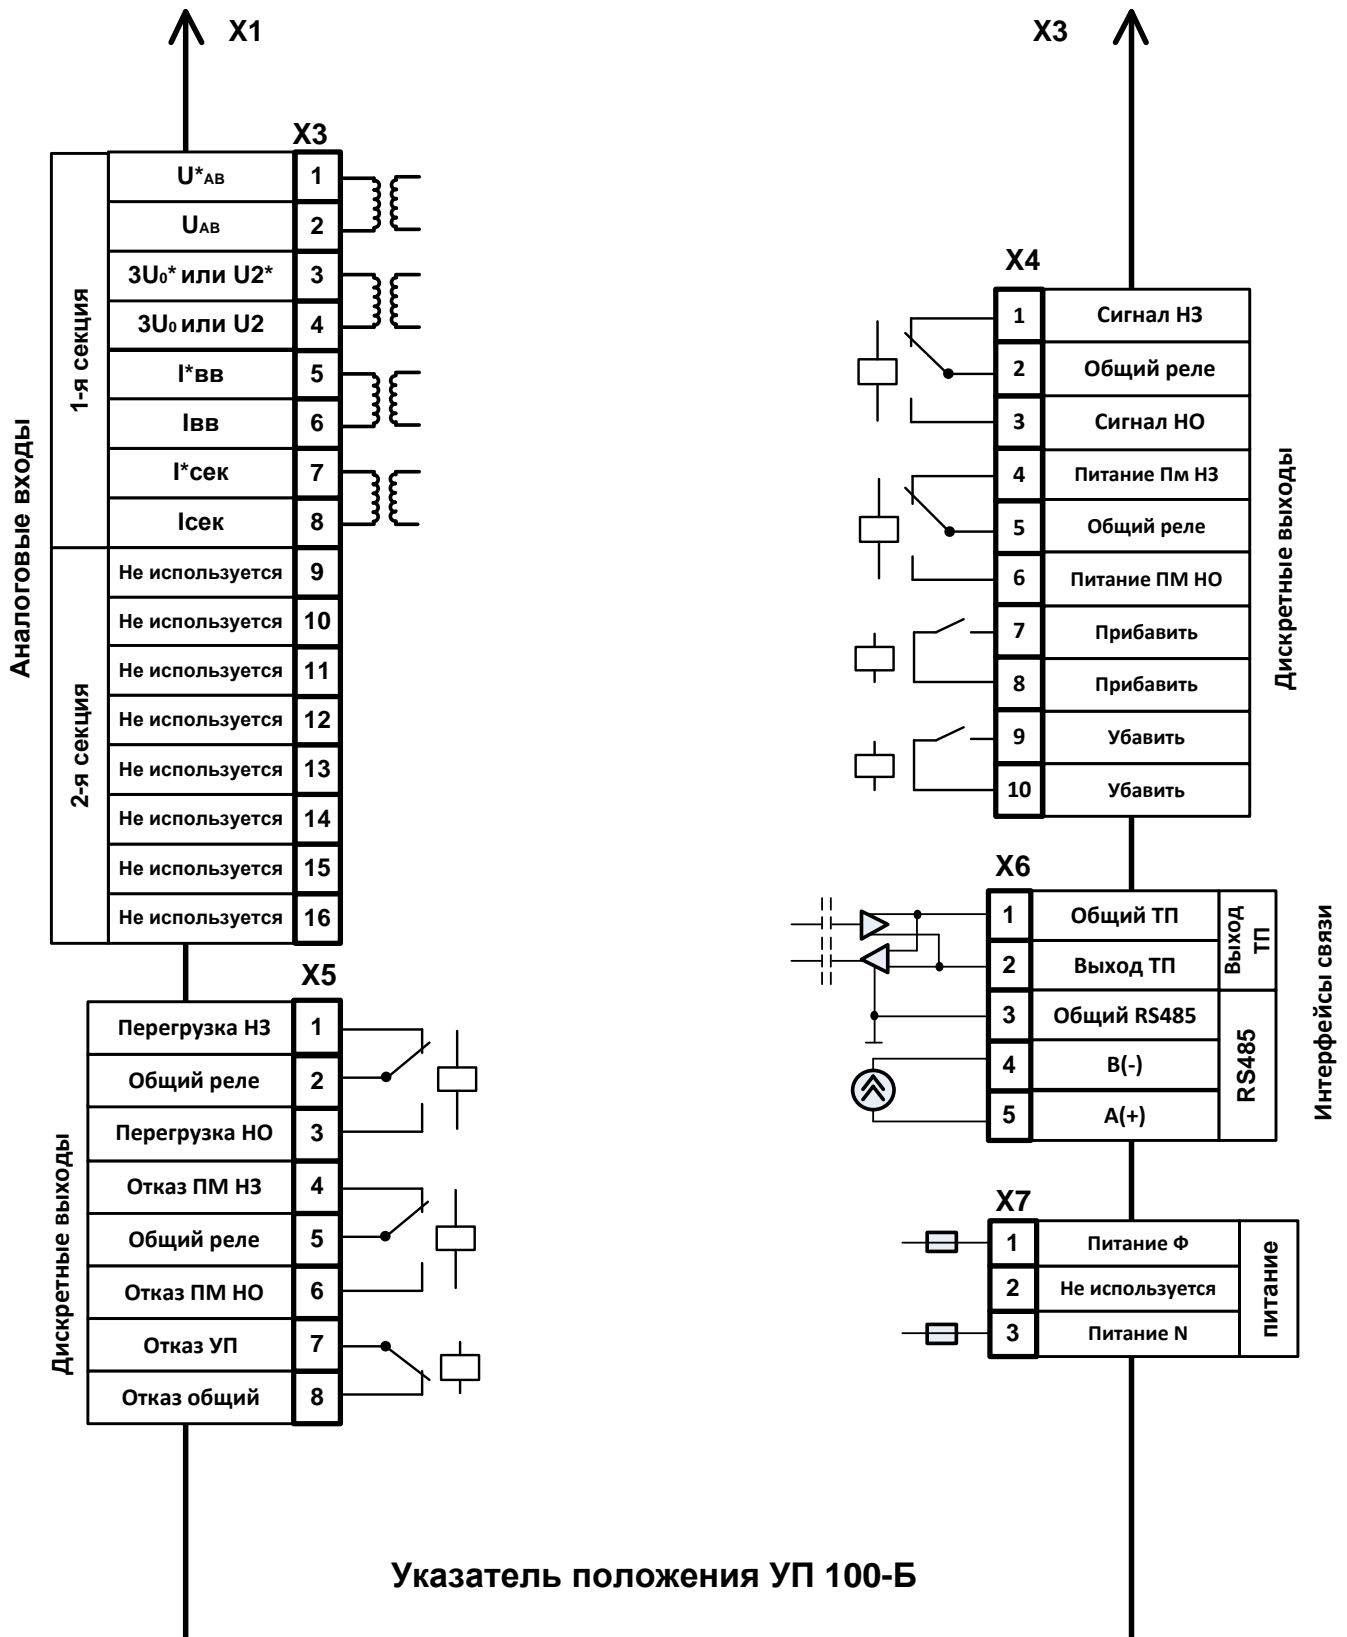 X1
X3
X3
Аналоговые входы
1-я секция
U*AB 1
UAB 2
3U0* или U2* 3
3U0 или U2 4
I*вв 5
Iвв 6
I*сек 7
Iсек 8
2-я секция
Не используется 9
Не используется 10
Не используется 11
Не используется 12
Не используется 13
Не используется 14
Не используется 15
Не используется 16
X5
Дискретные выходы
Перегрузка НЗ 1
Общий реле 2
Перегрузка НО 3
Отказ ПМ НЗ 4
Общий реле 5
Отказ ПМ НО 6
Отказ УП 7
Отказ общий 8
X4
Дискретные выходы
1 Сигнал НЗ
2 Общий реле
3 Сигнал НО
4 Питание Пм НЗ
5 Общий реле
6 Питание ПМ НО
7 Прибавить
8 Прибавить
9 Убавить
10 Убавить
X6
Интерфейсы связи
1 Общий ТП
2 Выход ТП
Выход
ТП
3 Общий RS485
4 B(-)
5 A(+)
RS485
X7
1 Питание Ф
2 Не используется
3 Питание N
питание
Указатель положения УП 100-Б